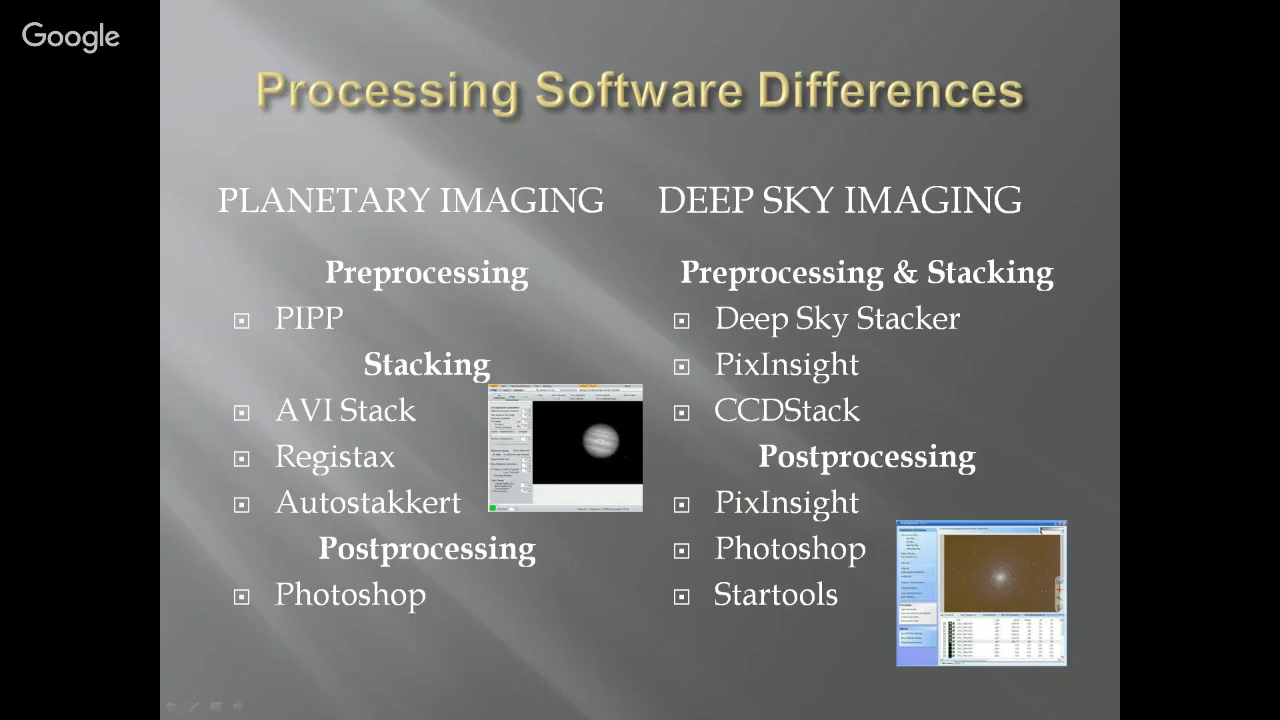 Google
Processing Software Differences
PLANETARY IMAGING
Preprocessing
PIPP
Stacking
AVI Stack
Registax
Autostakkert
Postprocessing
Photoshop
DEEP SKY IMAGING
Preprocessing & Stacking
Deep Sky Stacker
PixInsight
CCDStack
Postprocessing
PixInsight
Photoshop
Startools